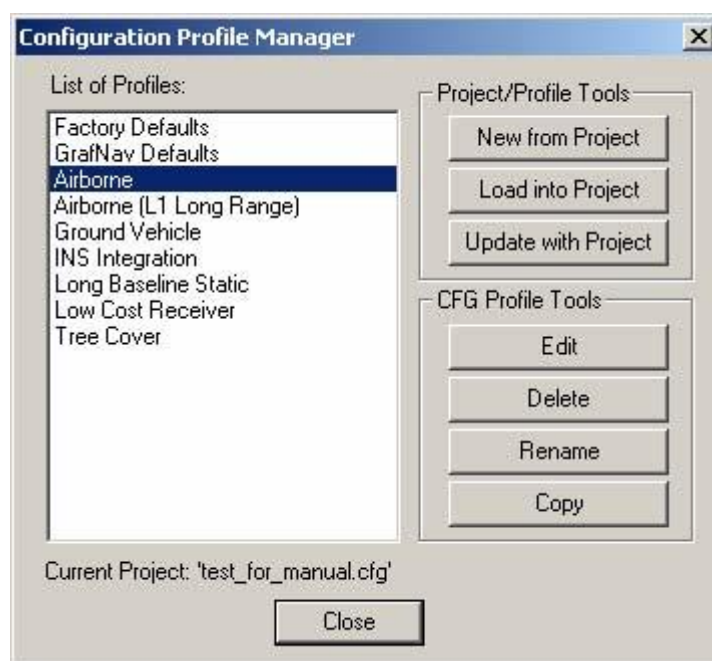 Configuration Profile Manager
List of Profiles:
Factory Defaults
GrafNav Defaults
Airborne
Airborne (L1 Long Range)
Ground Vehicle
INS Integration
Long Baseline Static
Low Cost Receiver
Tree Cover
Project/Profile Tools
New from Project
Load into Project
Update with Project
CFG Profile Tools
Edit
Delete
Rename
Copy
Current Project: 'test_for_manual.cfg'
Close